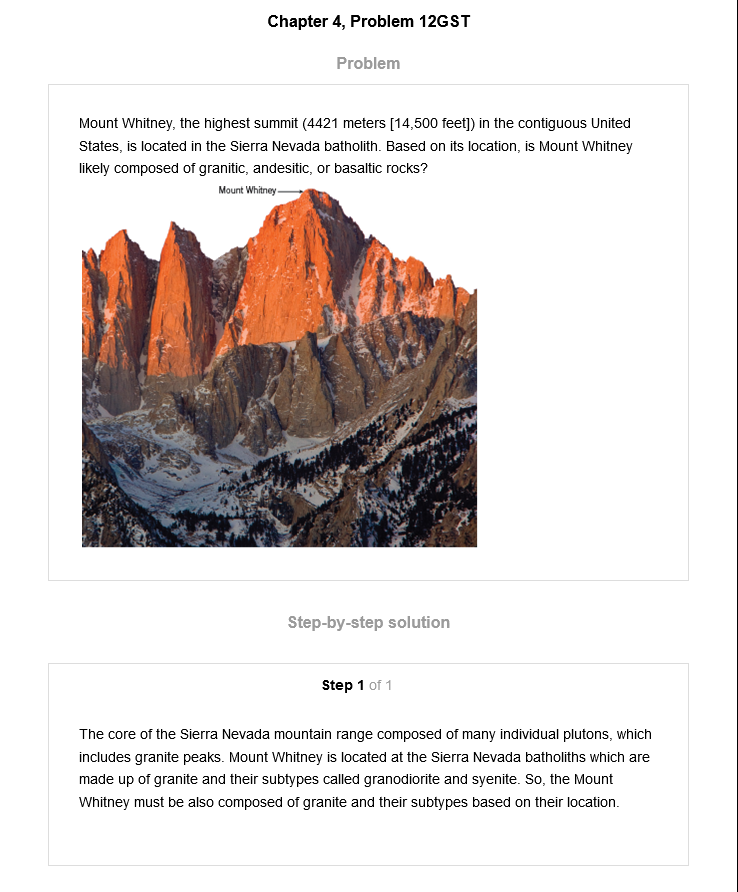 Chapter 4, Problem 12GST
Problem
Mount Whitney, the highest summit (4421 meters [14,500 feet]) in the contiguous United
States, is located in the Sierra Nevada batholith. Based on its location, is Mount Whitney
likely composed of granitic, andesitic, or basaltic rocks?
Mount Whitney
Step-by-step solution
Step 1 of 1
The core of the Sierra Nevada mountain range composed of many individual plutons, which
includes granite peaks. Mount Whitney is located at the Sierra Nevada batholiths which are
made up of granite and their subtypes called granodiorite and syenite. So, the Mount
Whitney must be also composed of granite and their subtypes based on their location.